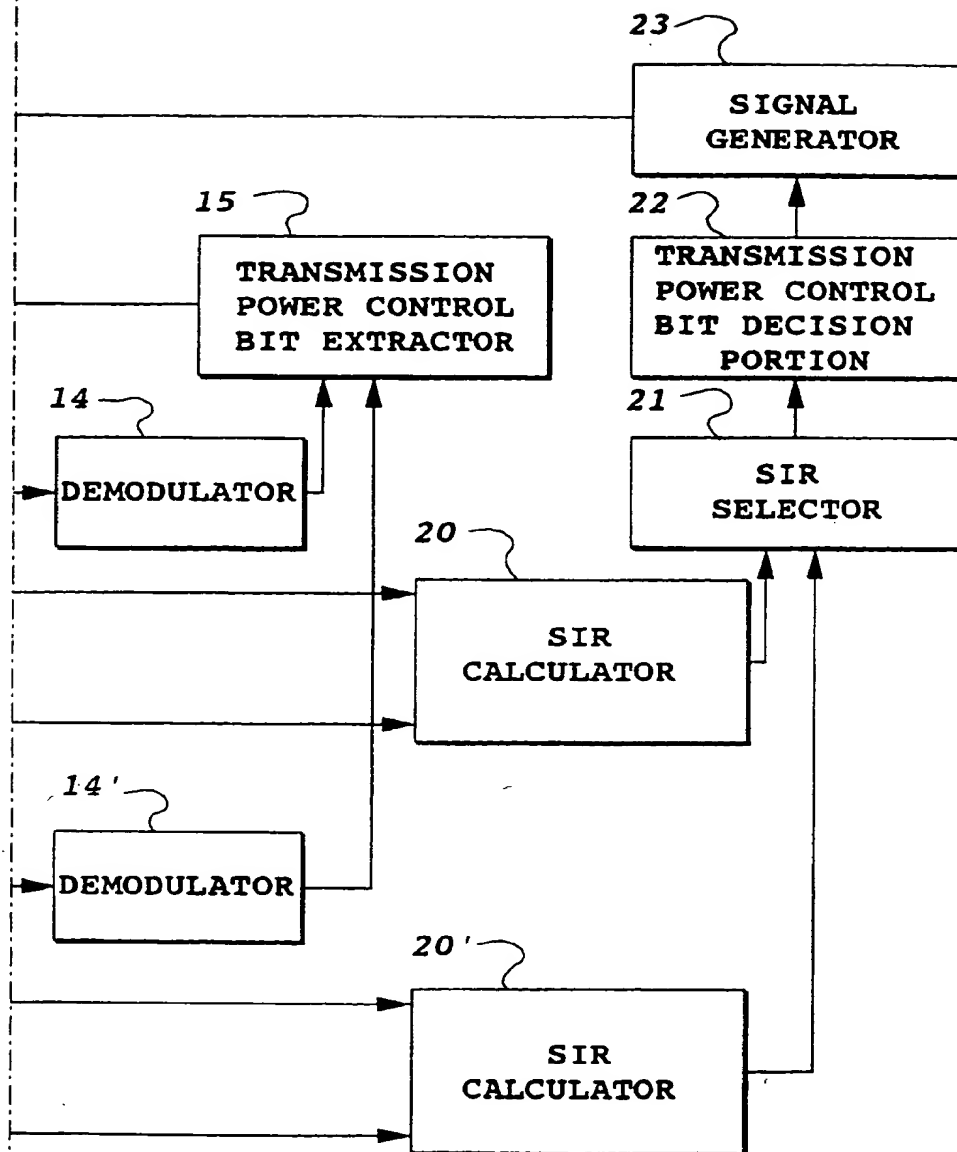 23
SIGNAL
GENERATOR
15
22
TRANSMISSION
POWER CONTROL
BIT EXTRACTOR
TRANSMISSION
POWER CONTROL
BIT DECISION
PORTION
14
21
DEMODULATOR
SIR
SELECTOR
20
SIR
CALCULATOR
14'
DEMODULATOR
20'
SIR
CALCULATOR